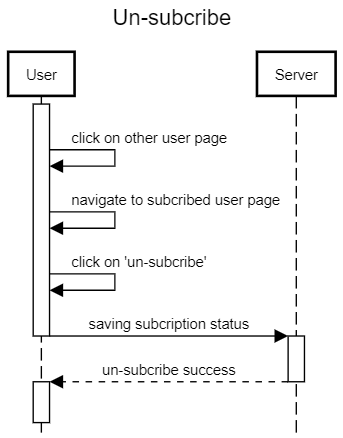 Un-subcribe
User
Server
click on other user page
navigate to subcribed user page
click on 'un-subcribe'
saving subcription status
un-subcribe success